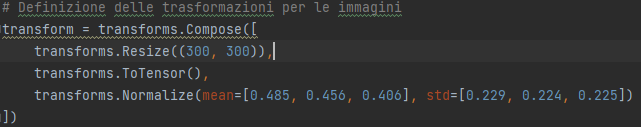 # Definizione delle trasformazioni per le immagini
transform = transforms.Compose([
    transforms.Resize((300, 300)),
    transforms.ToTensor(),
    transforms.Normalize(mean=[0.485, 0.456, 0.406], std=[0.229, 0.224, 0.225])
])